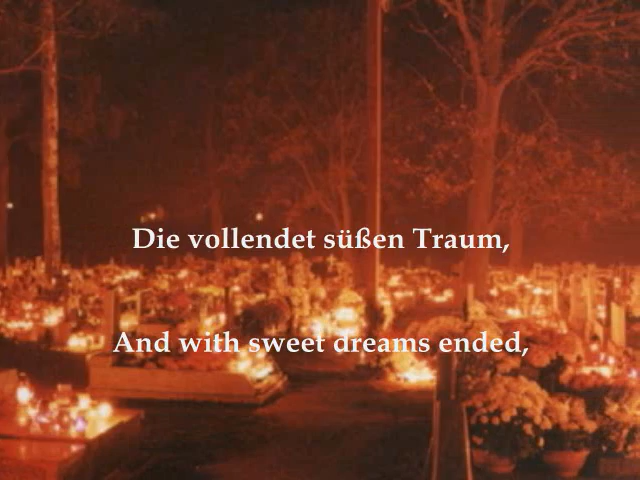 Die vollendet süßen Traum,
And with sweet dreams ended,